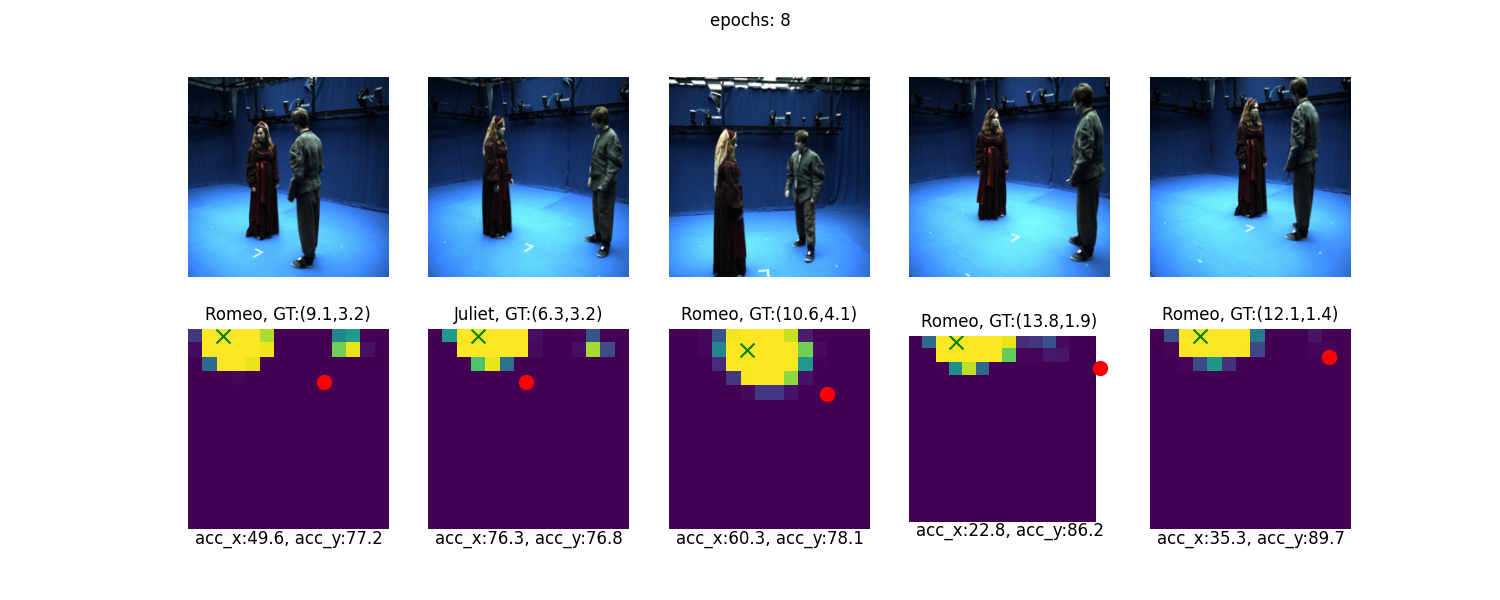 epochs: 8
Romeo, GT:(9.1,3.2)
Juliet, GT:(6.3,3.2)
Romeo, GT:(10.6,4.1)
Romeo, GT:(13.8,1.9)
Romeo, GT:(12.1,1.4)
acc_x:49.6, acc_y:77.2
acc_x:76.3, acc_y:76.8
acc_x:60.3, acc_y:78.1
acc_x:22.8, acc_y:86.2
acc_x:35.3, acc_y:89.7